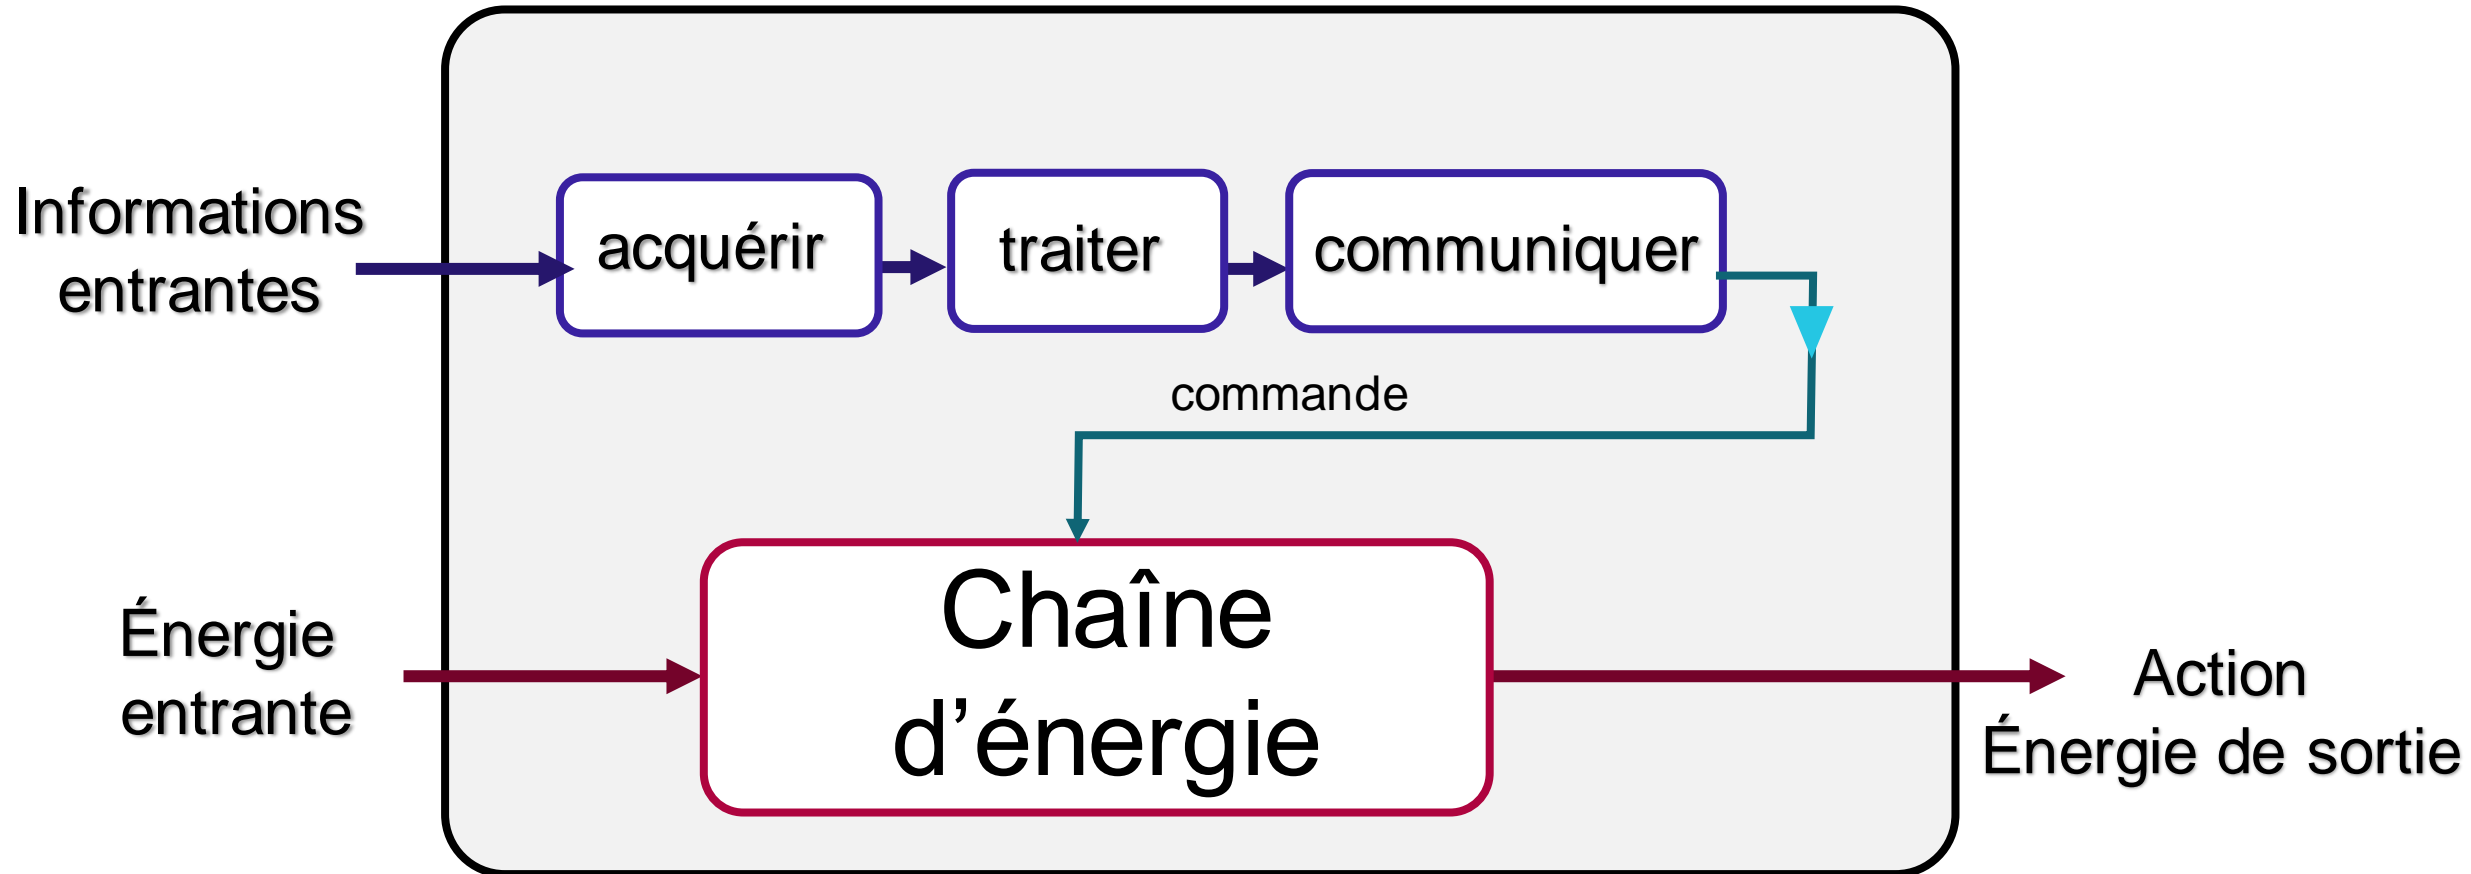 Informations
entrantes
acquérir
traiter
communiquer
commande
Énergie
entrante
Chaîne
d’énergie
Action
Énergie de sortie